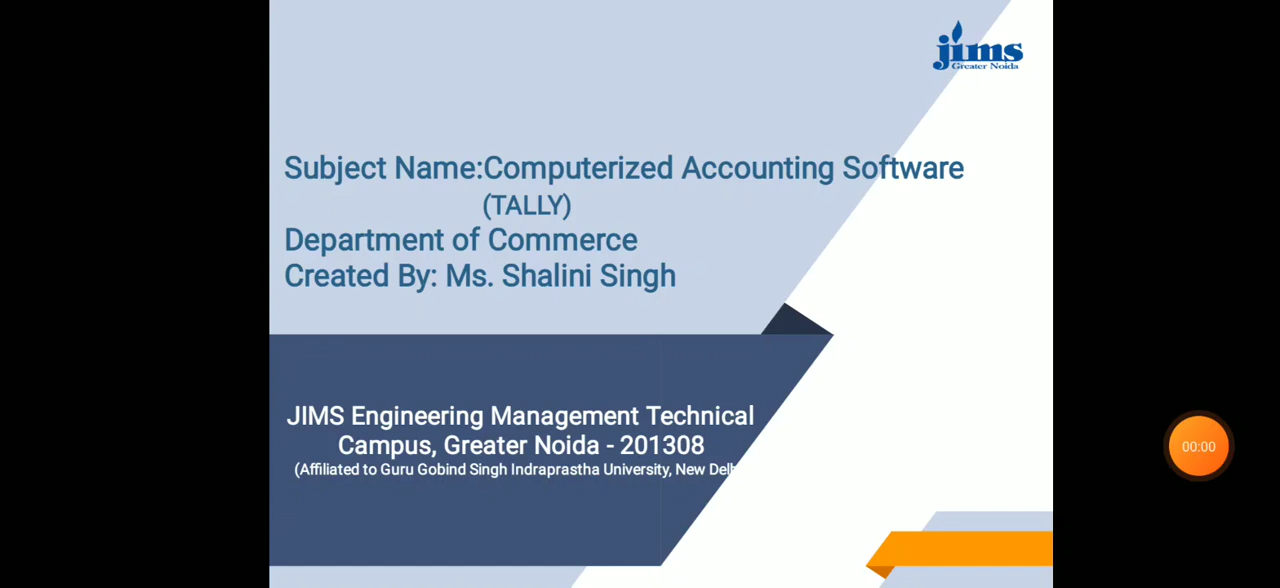 jims
Greater Noida
Subject Name:Computerized Accounting Software
(TALLY)
Department of Commerce
Created By: Ms. Shalini Singh
JIMS Engineering Management Technical
Campus, Greater Noida - 201308
(Affiliated to Guru Gobind Singh Indraprastha University, New Delh
00:00